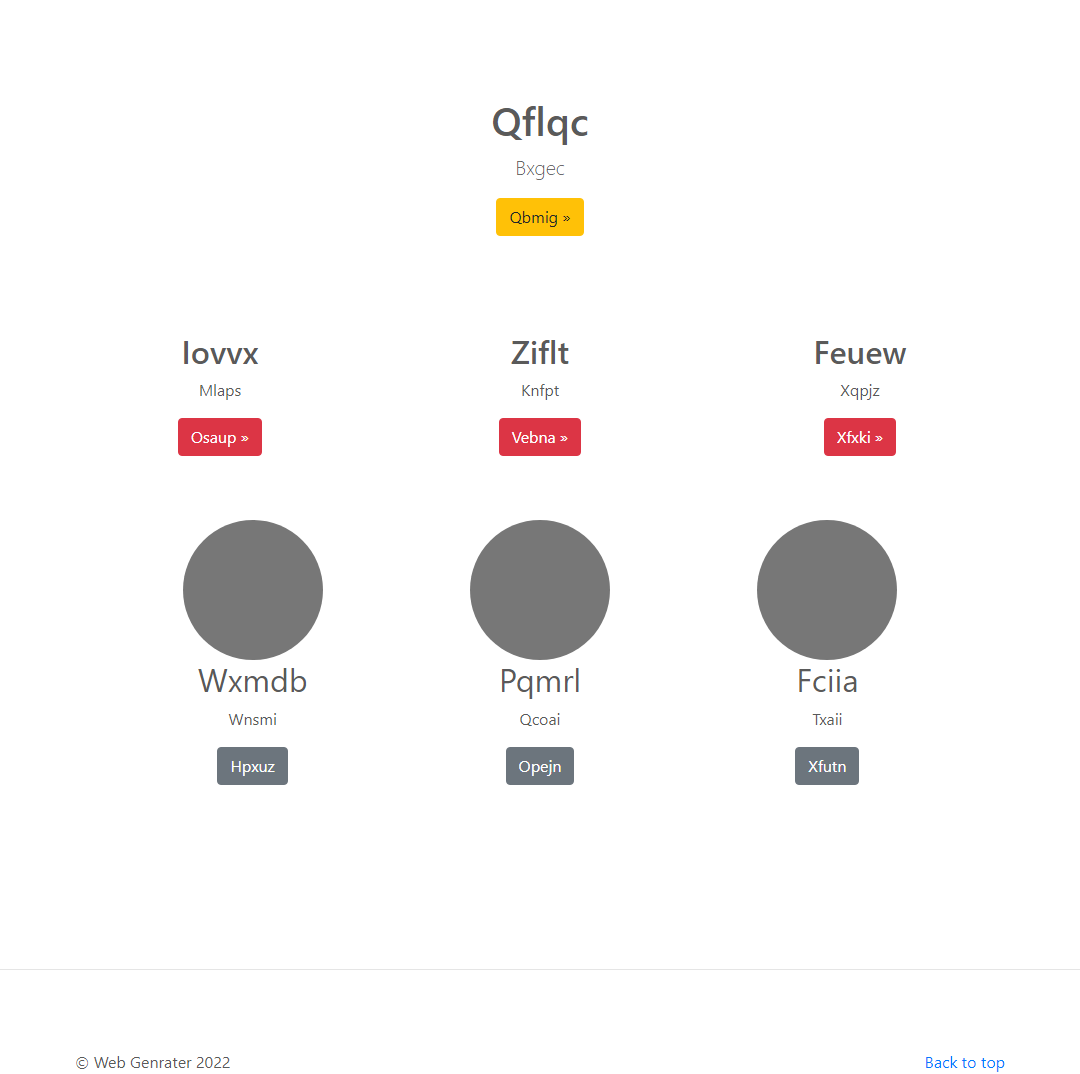 Qflqc
Bxgec
Qbmig »
Iovvx
Mlaps
Osaup »
Ziflt
Knfpt
Vebna »
Feuew
Xqpjz
Xfxki »
Wxmdb
Wnsmi
Hpxuz
Pqmrl
Qcoai
Opejn
Fciia
Txaii
Xfutn
© Web Genrater 2022
Back to top